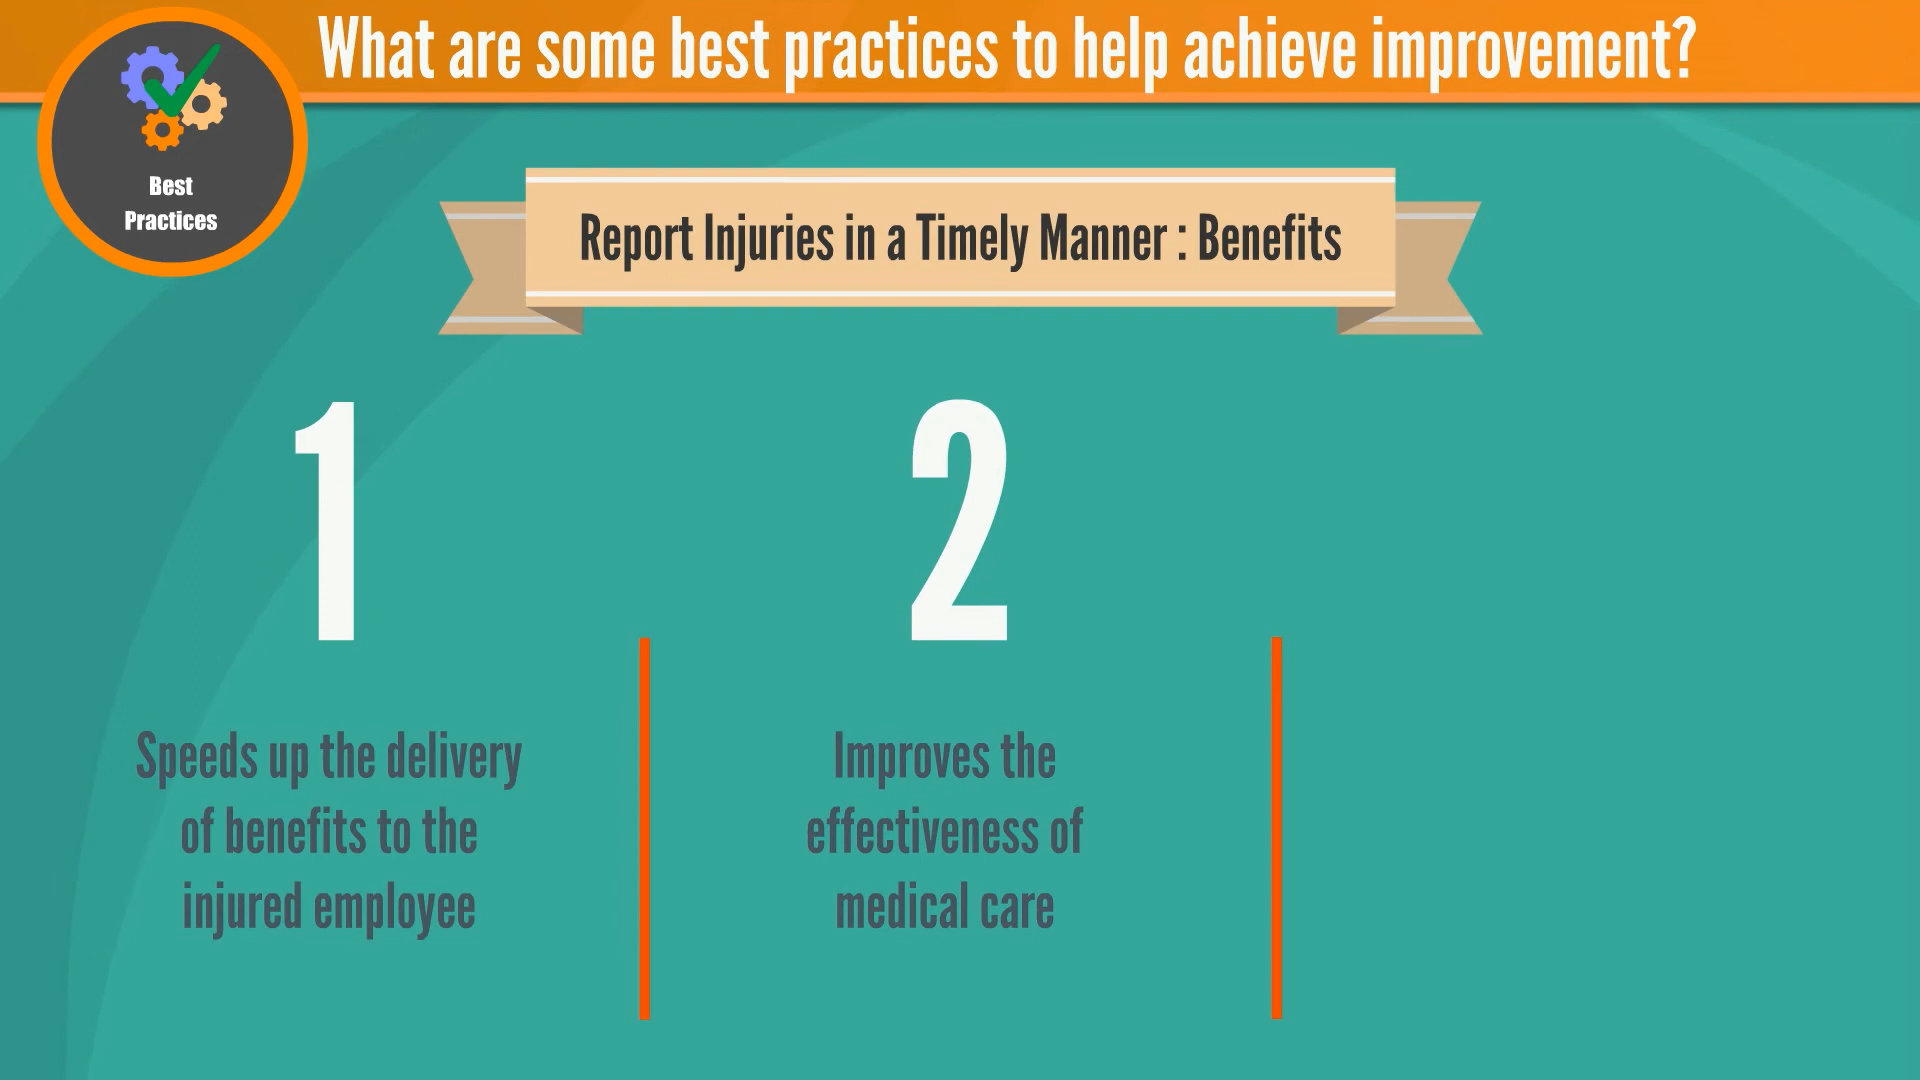 What are some best practices to help achieve improvement?
Best
Practices
Report Injuries in a Timely Manner : Benefits
1
Speeds up the delivery
of benefits to the
injured employee
2
Improves the
effectiveness of
medical care